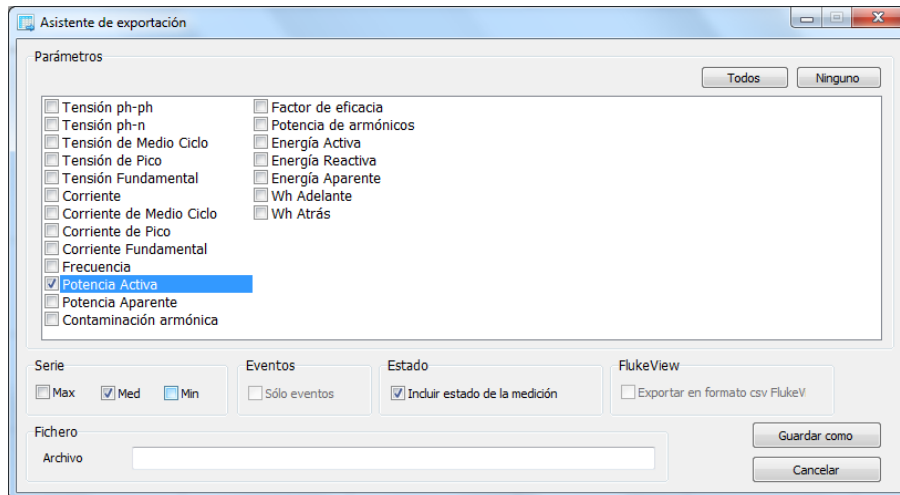 Asistente de exportación
Parámetros
Todos
Ninguno
Tensión ph-ph
Tensión ph-n
Tensión de Medio Ciclo
Tensión de Pico
Tensión Fundamental
Corriente
Corriente de Medio Ciclo
Corriente de Pico
Corriente Fundamental
Frecuencia
Potencia Activa
Potencia Aparente
Contaminación armónica
Factor de eficacia
Potencia de armónicos
Energía Activa
Energía Reactiva
Energía Aparente
Wh Adelante
Wh Atrás
Serie
Max
Med
Min
Eventos
Sólo eventos
Estado
Incluir estado de la medición
FlukeView
Exportar en formato csv FlukeV
Fichero
Archivo
Guardar como
Cancelar